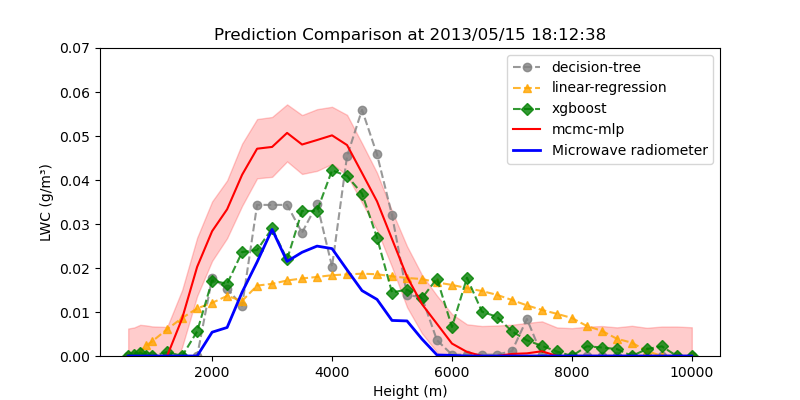 Prediction Comparison at 2013/05/15 18:12:38
0.07
0.06
0.05
0.04
0.03
0.02
0.01
0.00
LWC (g/m³)
decision-tree
linear-regression
xgboost
mcmc-mlp
Microwave radiometer
2000 4000 6000 8000 10000
Height (m)